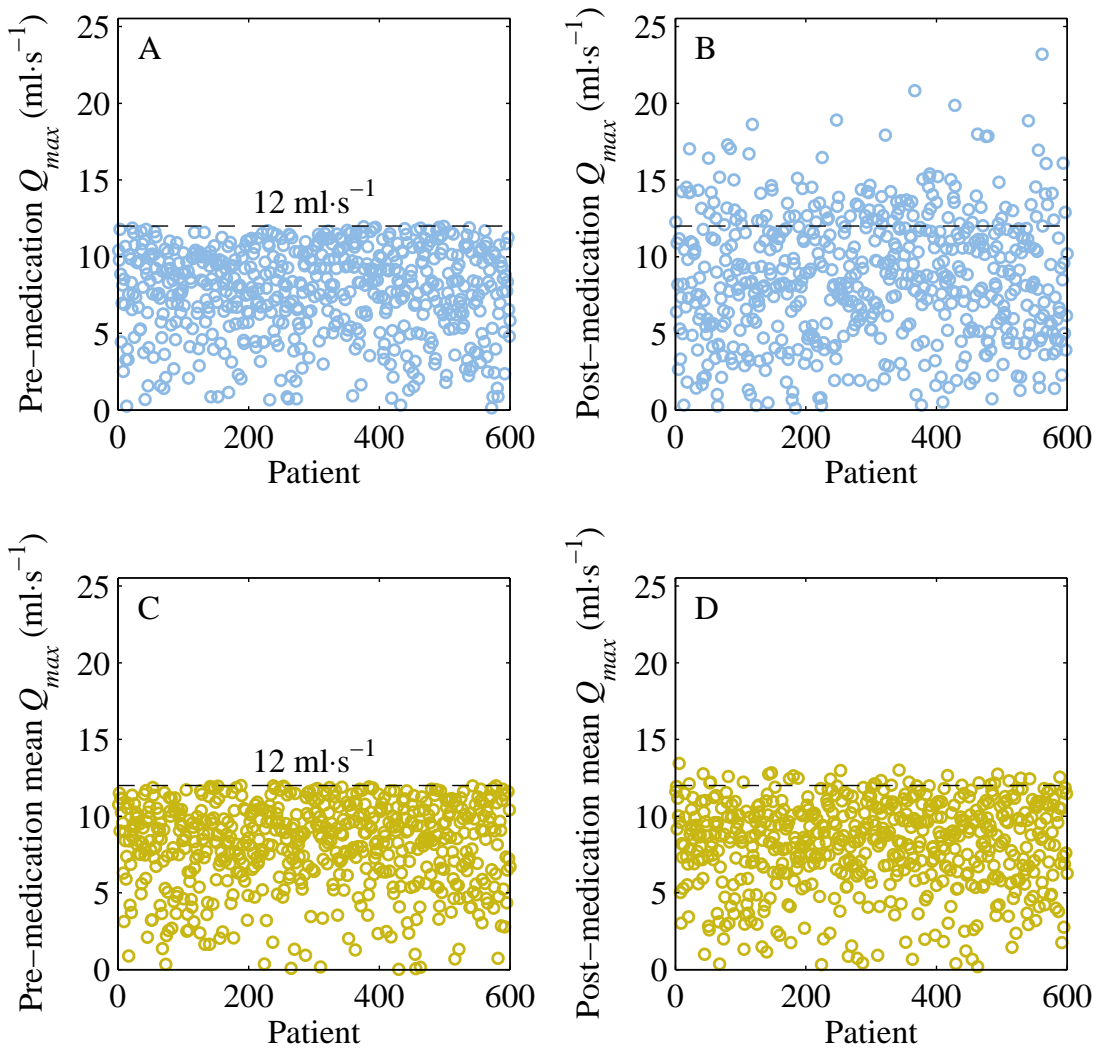 A
12 ml·s⁻¹
Pre−medication Q_max (ml·s⁻¹)
25
20
15
10
5
0
0 200 400 600
Patient
B
Post−medication Q_max (ml·s⁻¹)
25
20
15
10
5
0
0 200 400 600
Patient
C
12 ml·s⁻¹
Pre−medication mean Q_max (ml·s⁻¹)
25
20
15
10
5
0
0 200 400 600
Patient
D
Post−medication mean Q_max (ml·s⁻¹)
25
20
15
10
5
0
0 200 400 600
Patient